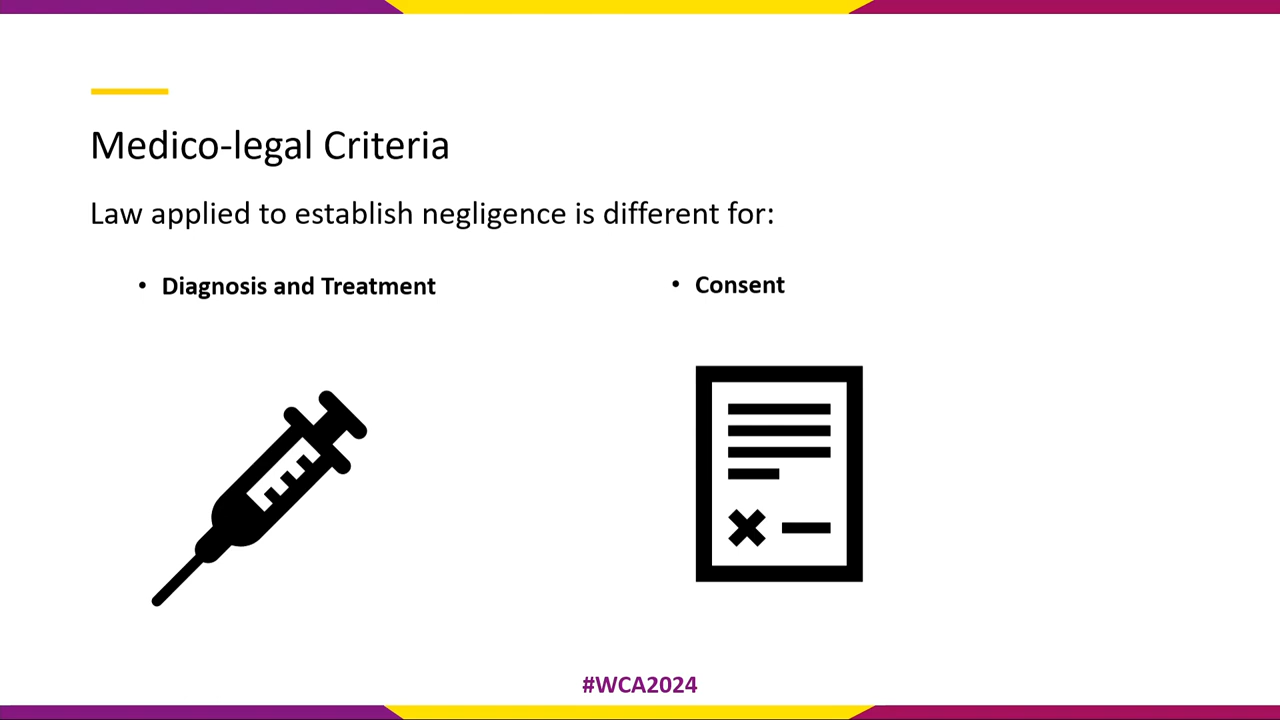 Medico-legal Criteria
Law applied to establish negligence is different for:
• Diagnosis and Treatment
• Consent
#WCA2024